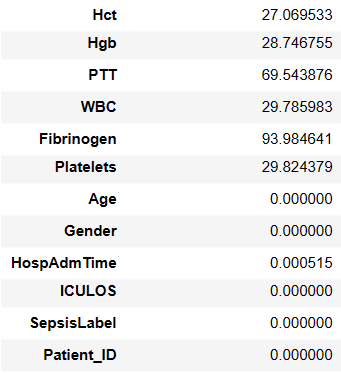 Hct 27.069533
Hgb 28.746755
PTT 69.543876
WBC 29.785983
Fibrinogen 93.984641
Platelets 29.824379
Age 0.000000
Gender 0.000000
HospAdmTime 0.000515
ICULOS 0.000000
SepsisLabel 0.000000
Patient_ID 0.000000